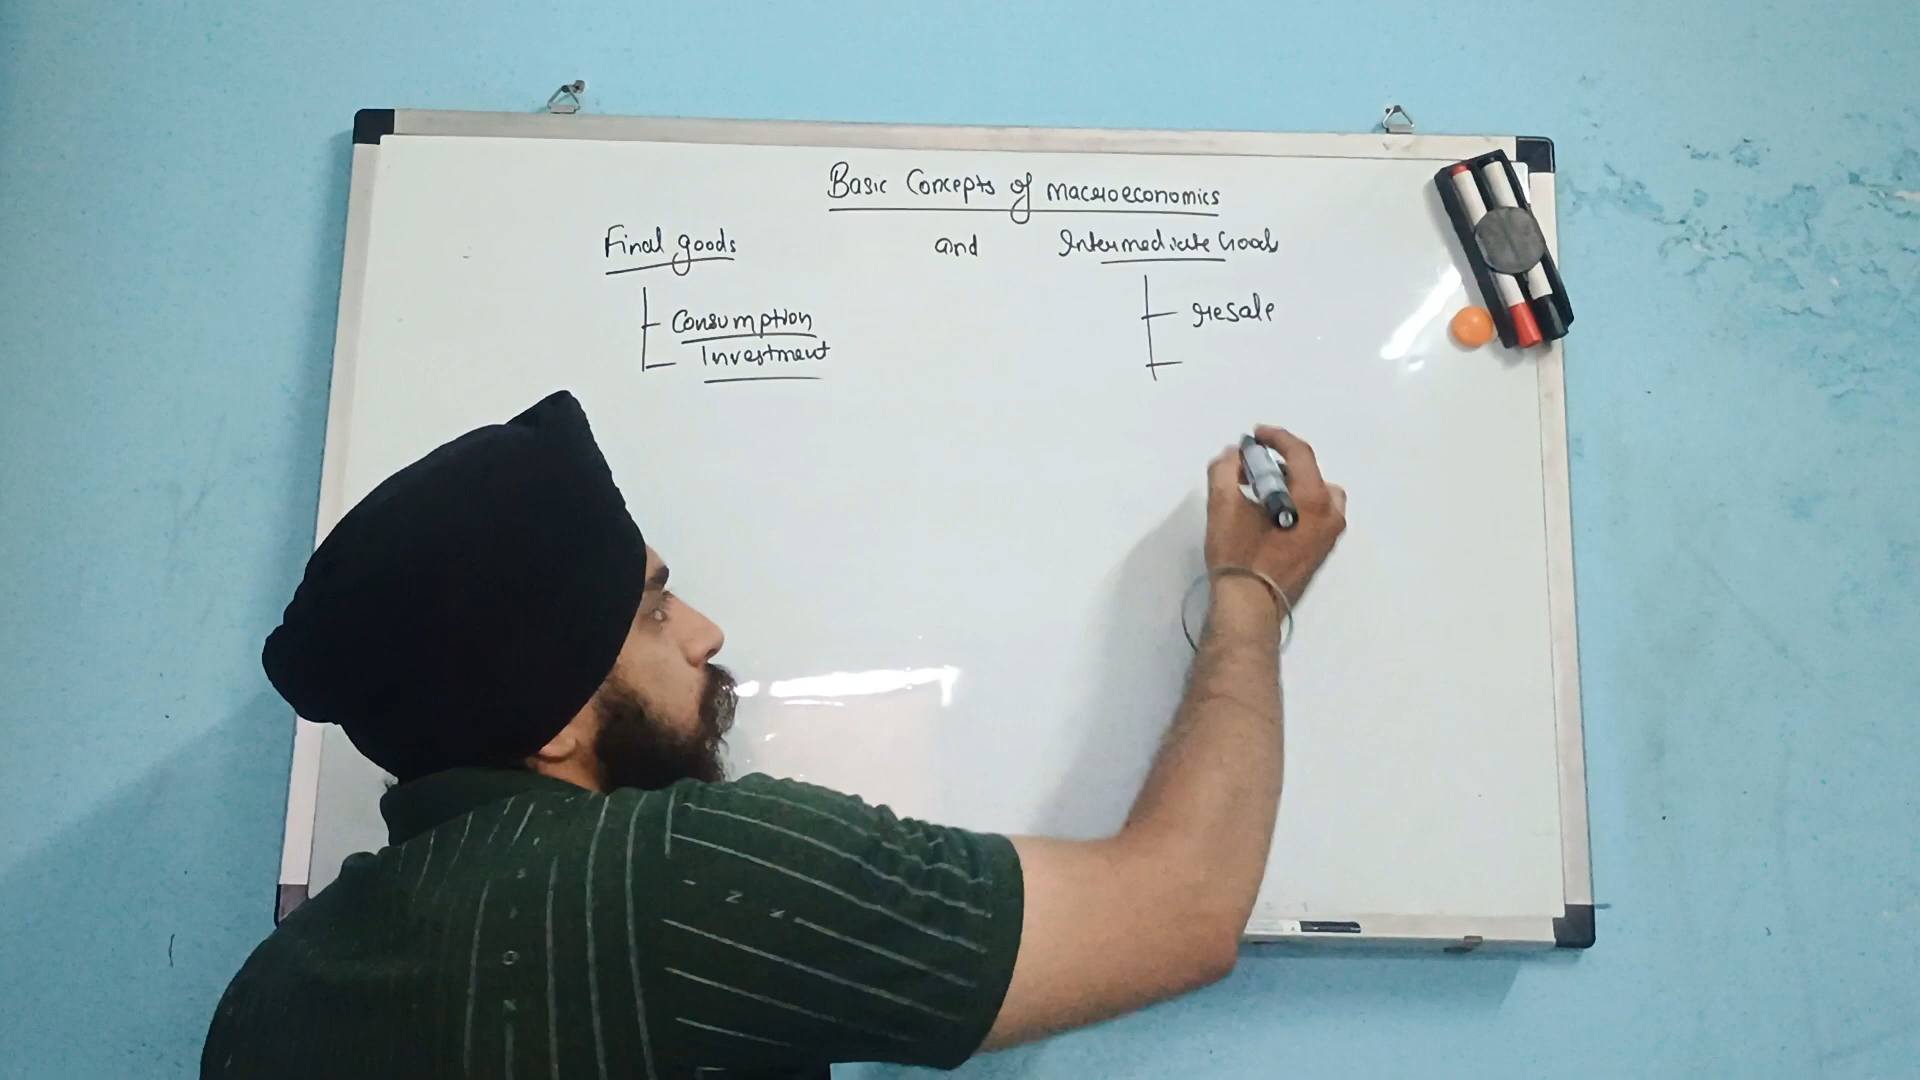 Basic Concepts of macroeconomics
Final goods and Intermediate Goods
Consumption
Investment
resale